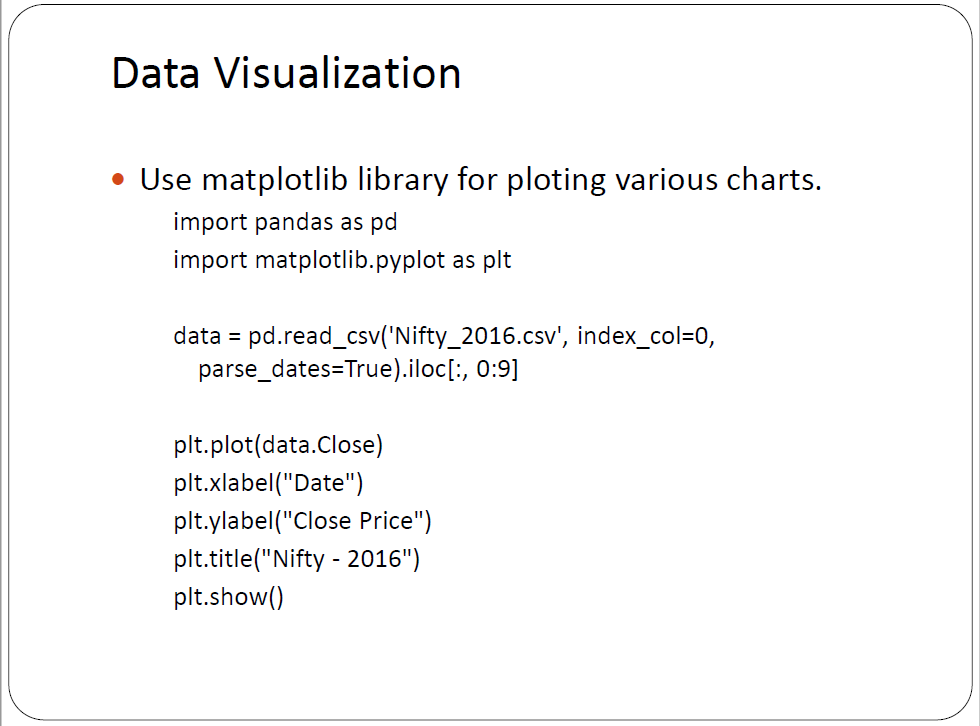 Data Visualization
• Use matplotlib library for ploting various charts.
import pandas as pd
import matplotlib.pyplot as plt
data = pd.read_csv('Nifty_2016.csv', index_col=0,
parse_dates=True).iloc[:, 0:9]
plt.plot(data.Close)
plt.xlabel("Date")
plt.ylabel("Close Price")
plt.title("Nifty - 2016")
plt.show()